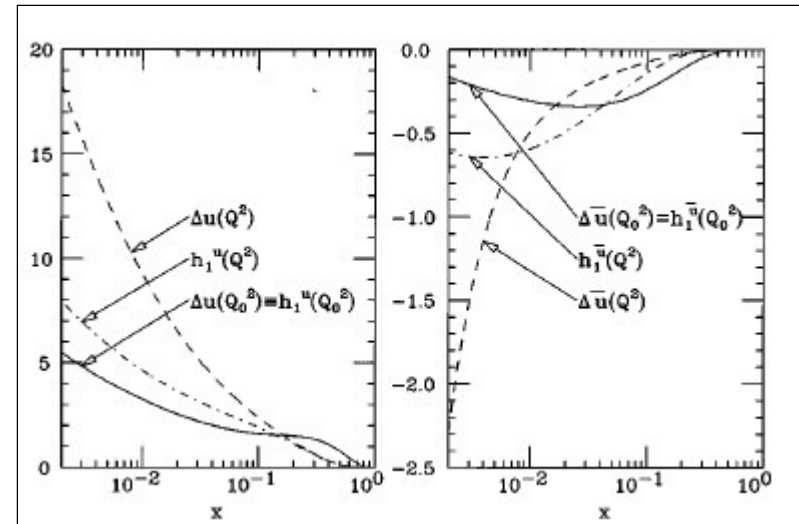 20
15
10
5
0
Δu(Q²)
h₁ᵘ(Q²)
Δu(Q₀²)=h₁ᵘ(Q₀²)
10⁻² 10⁻¹ 10⁰
x
0.0
-0.5
-1.0
-1.5
-2.0
-2.5
Δū(Q₀²)=h₁ū(Q₀²)
h₁ū(Q²)
Δū(Q²)
10⁻² 10⁻¹ 10⁰
x